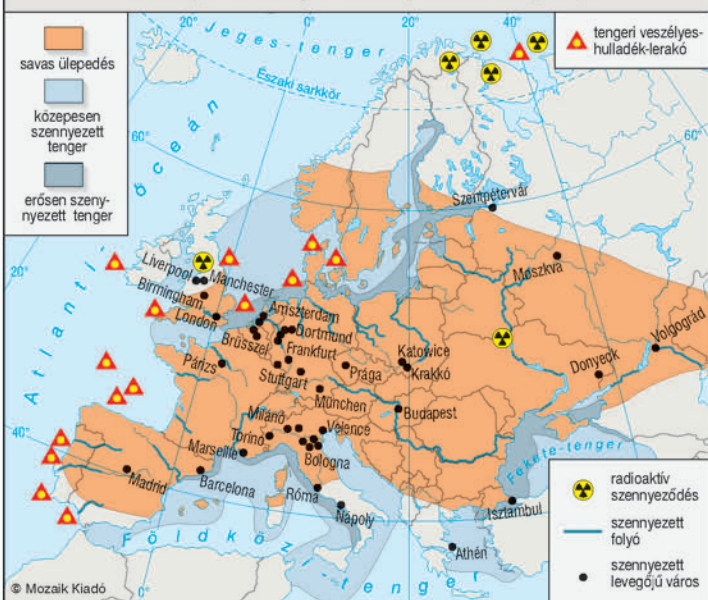 20°
0°
20°
40°
Jeges-tenger
Északi sarkkör
60°
60°
savas ülepedés
közepesen
szennyezett
tenger
erősen szeny-
nyezett tenger
tengeri veszélyes-
hulladék-lerakó
Atlanti-óceán
20°
40°
Szentpétervár
Moszkva
Liverpool
Manchester
Birmingham
London
Amszterdam
Dortmund
Brüsszel
Frankfurt
Párizs
Stuttgart
Prága
Katowice
Krakkó
Donyeck
Volgográd
München
Budapest
Milánó
Velence
Torinó
Marseille
Bologna
Fekete-tenger
Madrid
Barcelona
Róma
Nápoly
Isztambul
Athén
Földközi-tenger
0°
20°
radioaktív
szennyeződés
szennyezett
folyó
szennyezett
levegőjű város
© Mozaik Kiadó